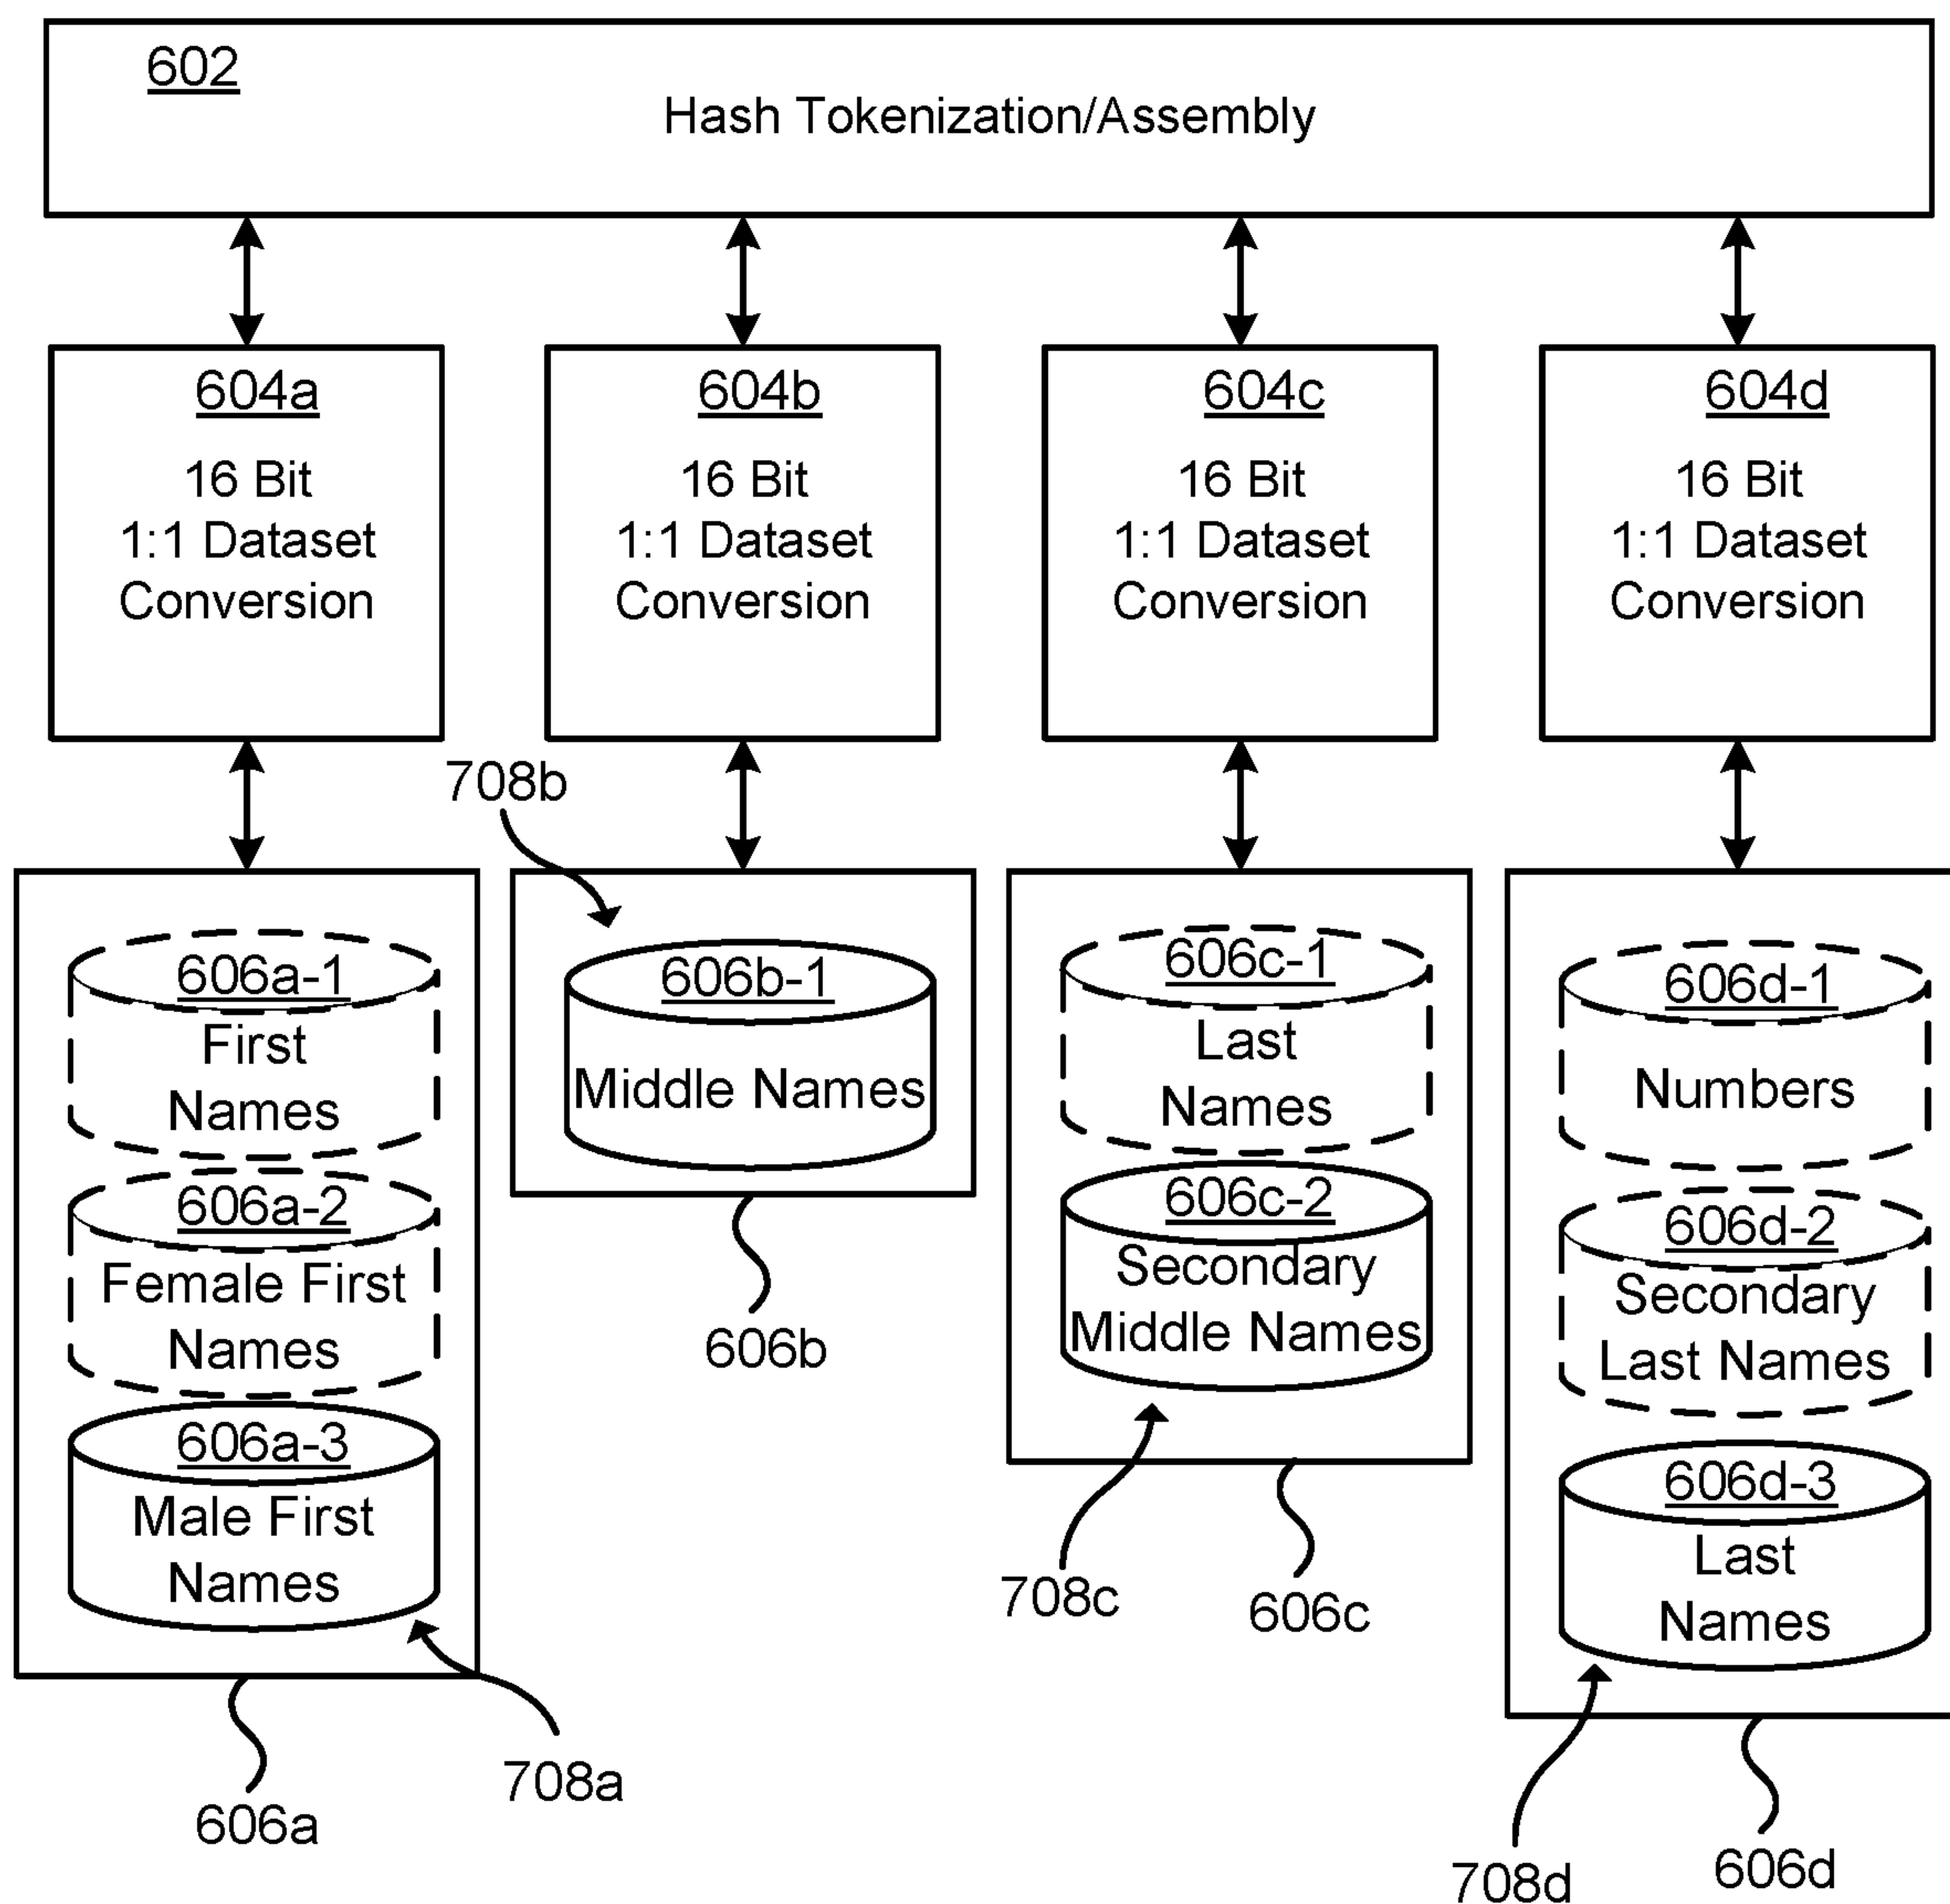 602
Hash Tokenization/Assembly
604a
16 Bit
1:1 Dataset
Conversion
604b
16 Bit
1:1 Dataset
Conversion
604c
16 Bit
1:1 Dataset
Conversion
604d
16 Bit
1:1 Dataset
Conversion
708b
606a-1
First
Names
606a-2
Female First
Names
606a-3
Male First
Names
708a
606a
606b-1
Middle Names
606b
606c-1
Last
Names
606c-2
Secondary
Middle Names
708c
606c
606d-1
Numbers
606d-2
Secondary
Last Names
606d-3
Last
Names
708d
606d